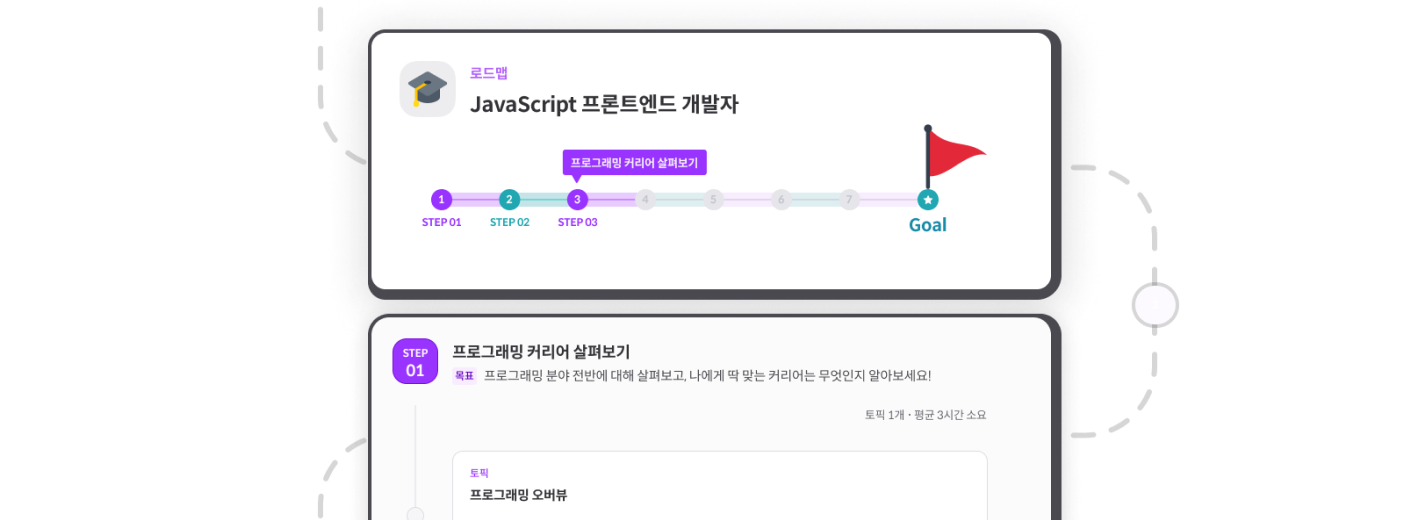 로드맵
JavaScript 프론트엔드 개발자
프로그래밍 커리어 살펴보기
1 2 3 4 5 6 7
STEP 01 STEP 02 STEP 03
Goal
STEP
01
프로그래밍 커리어 살펴보기
목표 프로그래밍 분야 전반에 대해 살펴보고, 나에게 딱 맞는 커리어는 무엇인지 알아보세요!
토픽 1개 · 평균 3시간 소요
토픽
프로그래밍 오버뷰